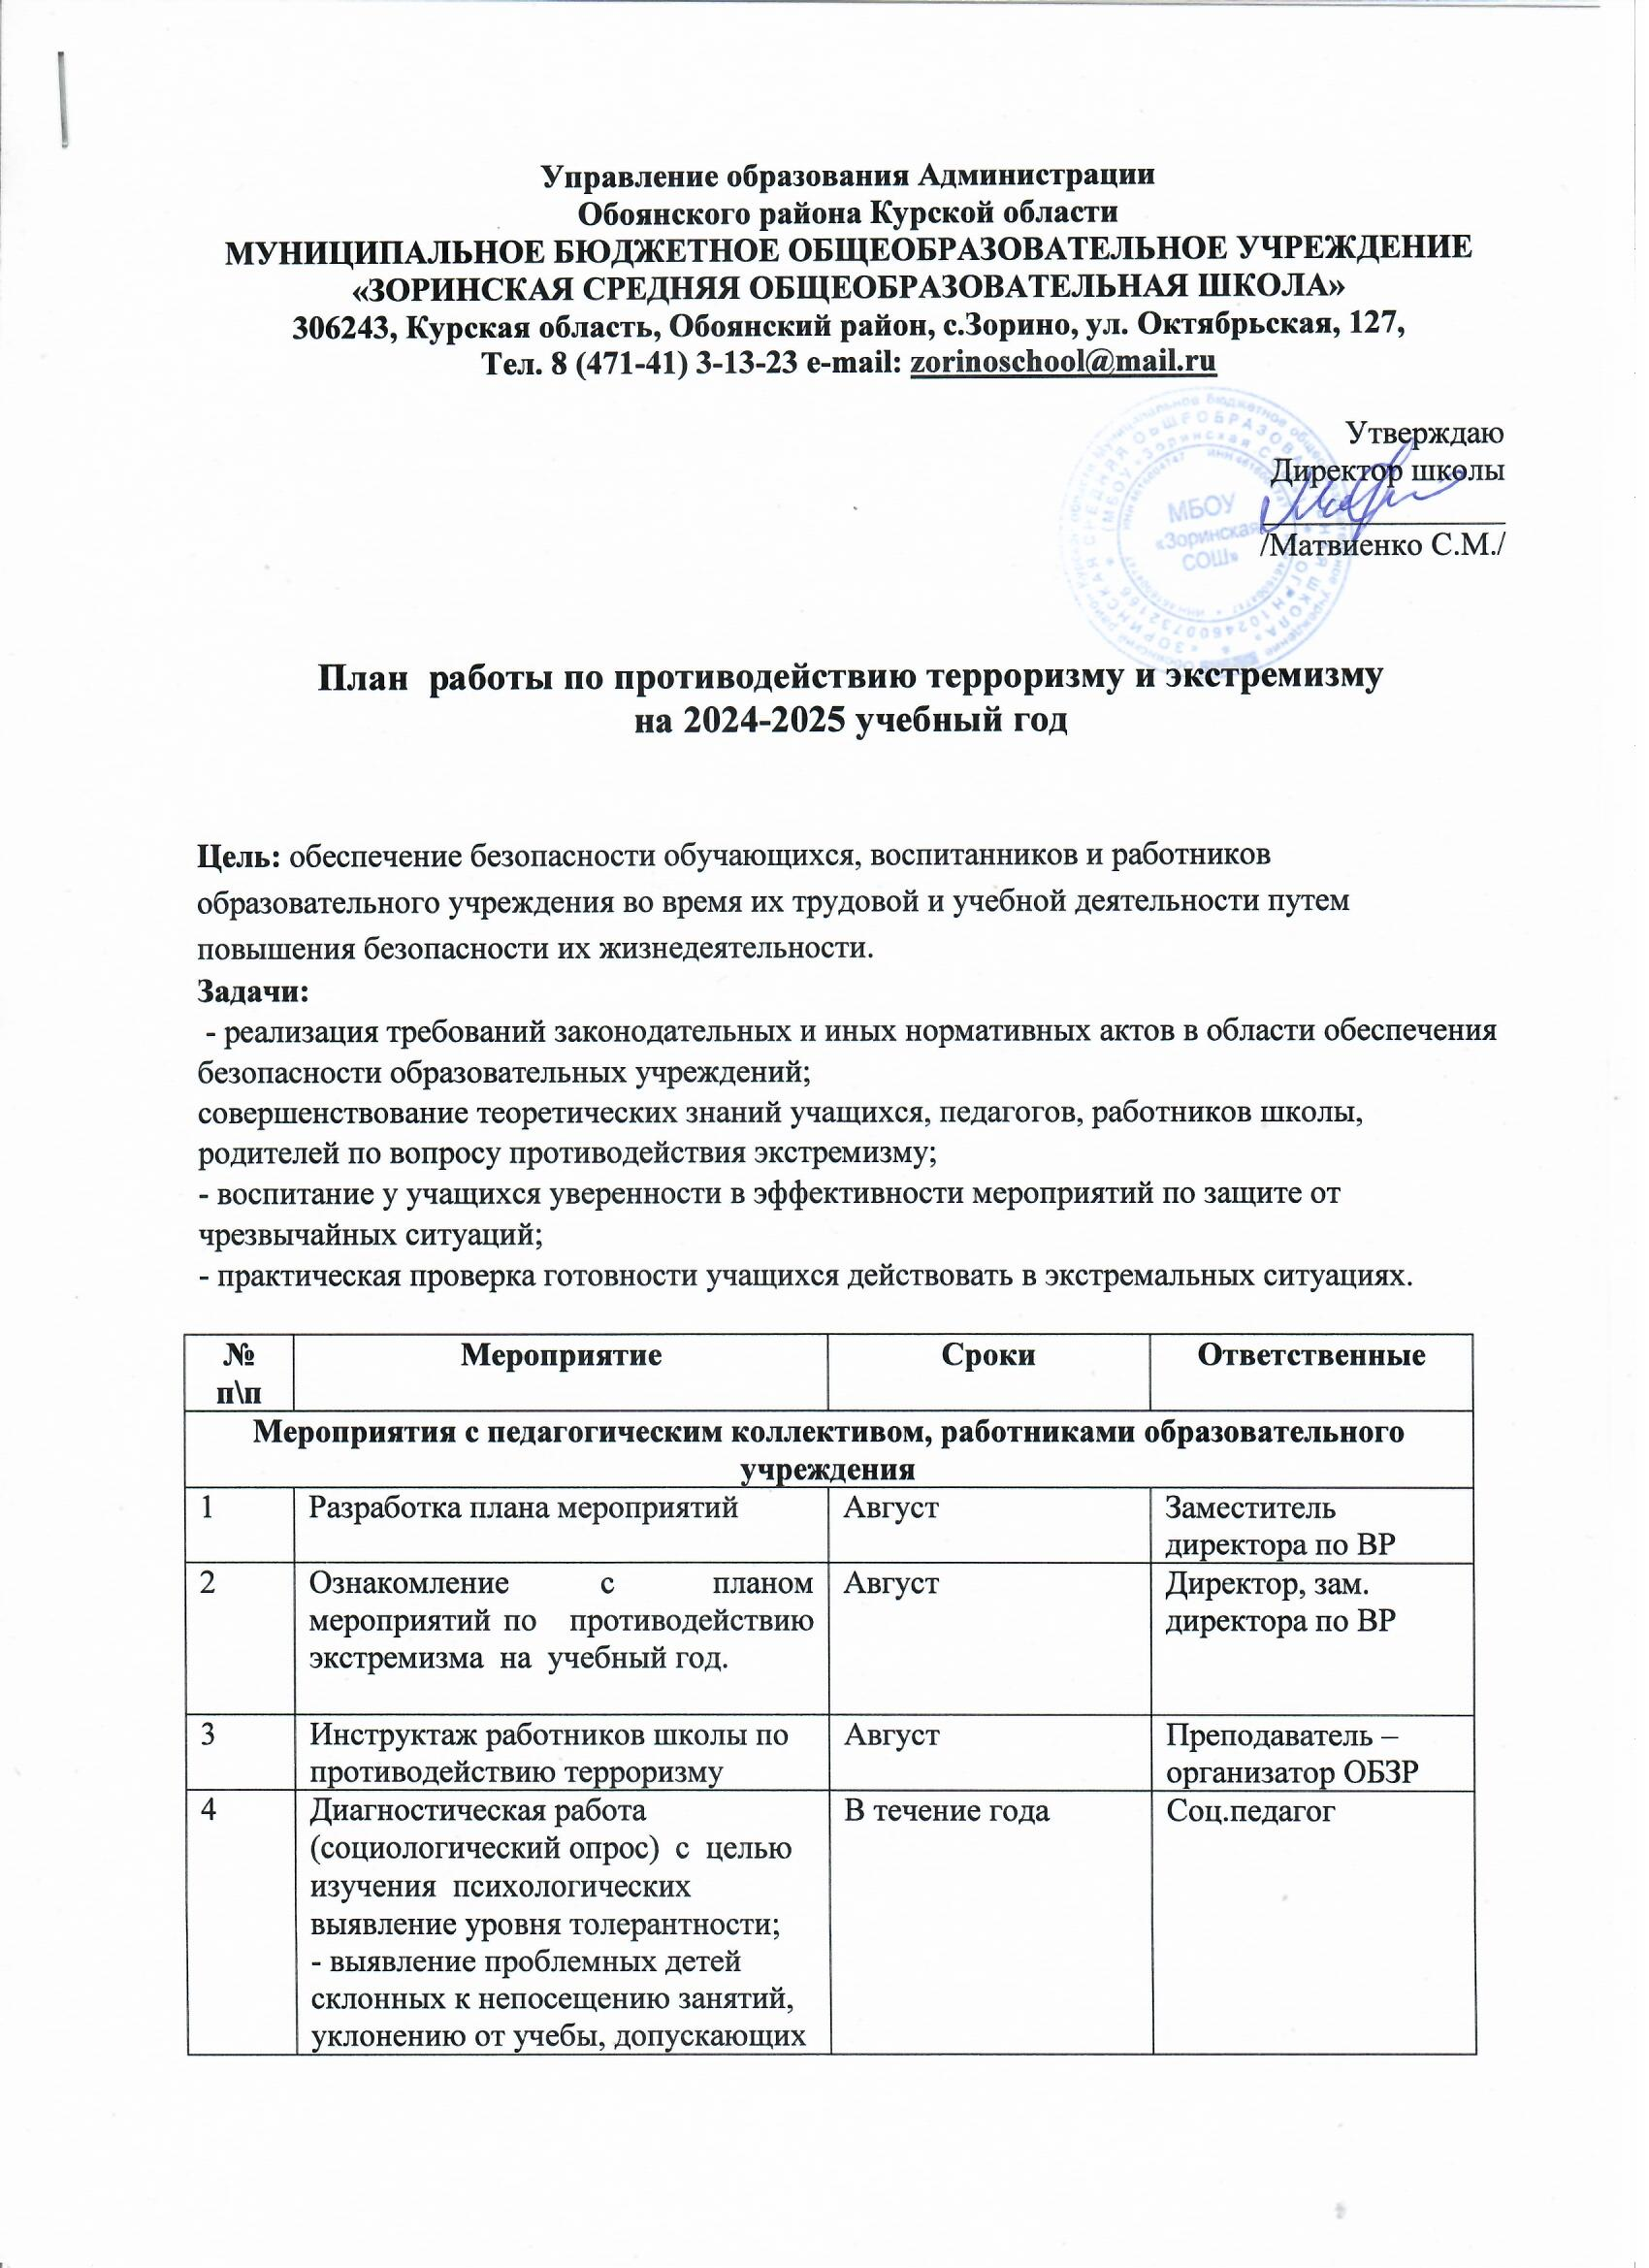 Управление образования Администрации
Обоянского района Курской области
МУНИЦИПАЛЬНОЕ БЮДЖЕТНОЕ ОБЩЕОБРАЗОВАТЕЛЬНОЕ УЧРЕЖДЕНИЕ
«ЗОРИНСКАЯ СРЕДНЯЯ ОБЩЕОБРАЗОВАТЕЛЬНАЯ ШКОЛА»
306243, Курская область, Обоянский район, с.Зорино, ул. Октябрьская, 127,
Тел. 8 (471-41) 3-13-23 e-mail: zorinoschool@mail.ru
Утверждаю
Директор школы
/Матвиенко С.М./
МБОУ
«Зоринская
СОШ»
План работы по противодействию терроризму и экстремизму
на 2024-2025 учебный год
Цель: обеспечение безопасности обучающихся, воспитанников и работников
образовательного учреждения во время их трудовой и учебной деятельности путем
повышения безопасности их жизнедеятельности.
Задачи:
- реализация требований законодательных и иных нормативных актов в области обеспечения
безопасности образовательных учреждений;
совершенствование теоретических знаний учащихся, педагогов, работников школы,
родителей по вопросу противодействия экстремизму;
- воспитание у учащихся уверенности в эффективности мероприятий по защите от
чрезвычайных ситуаций;
- практическая проверка готовности учащихся действовать в экстремальных ситуациях.
№ Мероприятие Сроки Ответственные
п\п
Мероприятия с педагогическим коллективом, работниками образовательного
учреждения
1 Разработка плана мероприятий Август Заместитель
директора по ВР
2 Ознакомление с планом Август Директор, зам.
мероприятий по противодействию директора по ВР
экстремизма на учебный год.
3 Инструктаж работников школы по Август Преподаватель –
противодействию терроризму организатор ОБЗР
4 Диагностическая работа В течение года Соц.педагог
(социологический опрос) с целью
изучения психологических
выявление уровня толерантности;
- выявление проблемных детей
склонных к непосещению занятий,
уклонению от учебы, допускающих